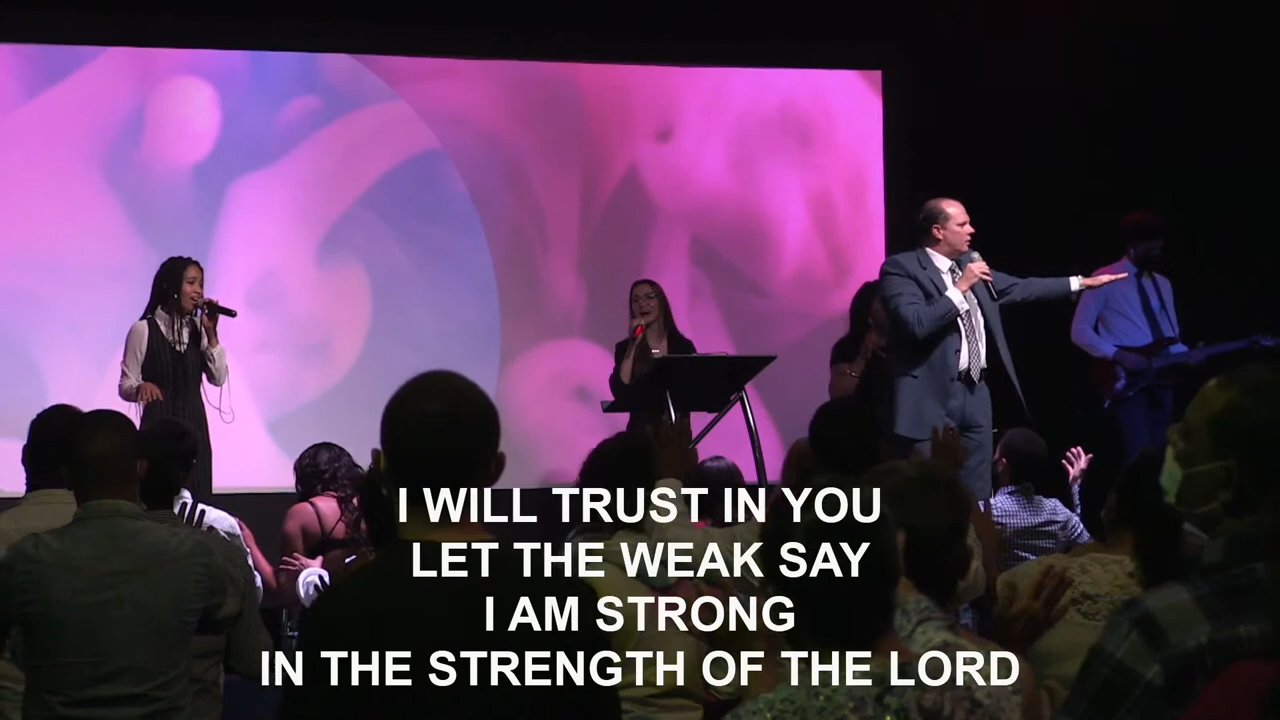 I WILL TRUST IN YOU
LET THE WEAK SAY
I AM STRONG
IN THE STRENGTH OF THE LORD